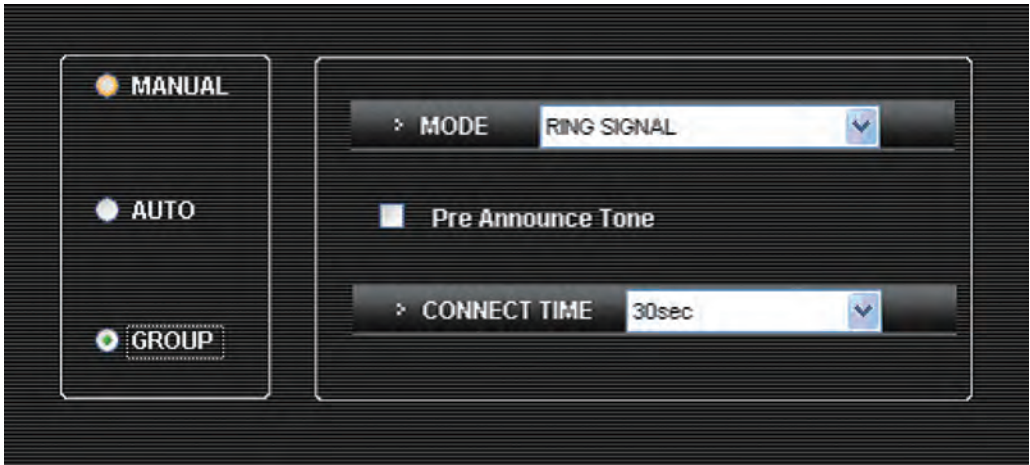 MANUAL
AUTO
GROUP
MODE RING SIGNAL
Pre Announce Tone
CONNECT TIME 30sec